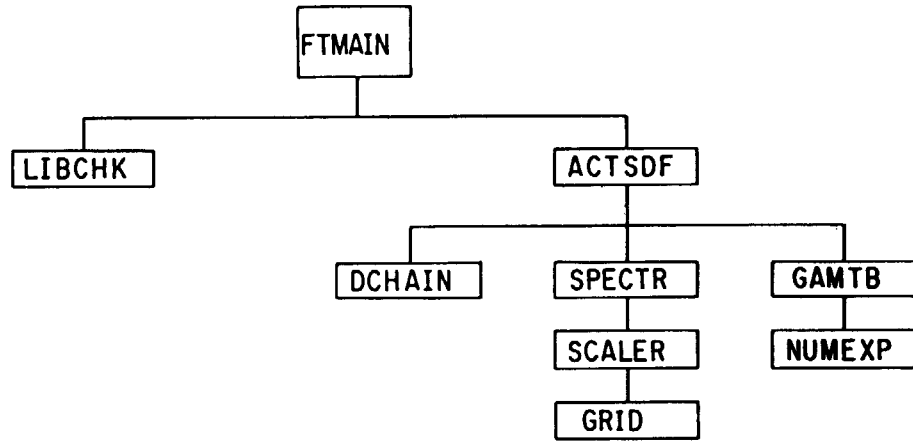 FTMAIN
LIBCHK
ACTSDF
DCHAIN
SPECTR
GAMTB
SCALER
NUMEXP
GRID